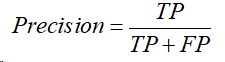 Precision = TP / (TP + FP)